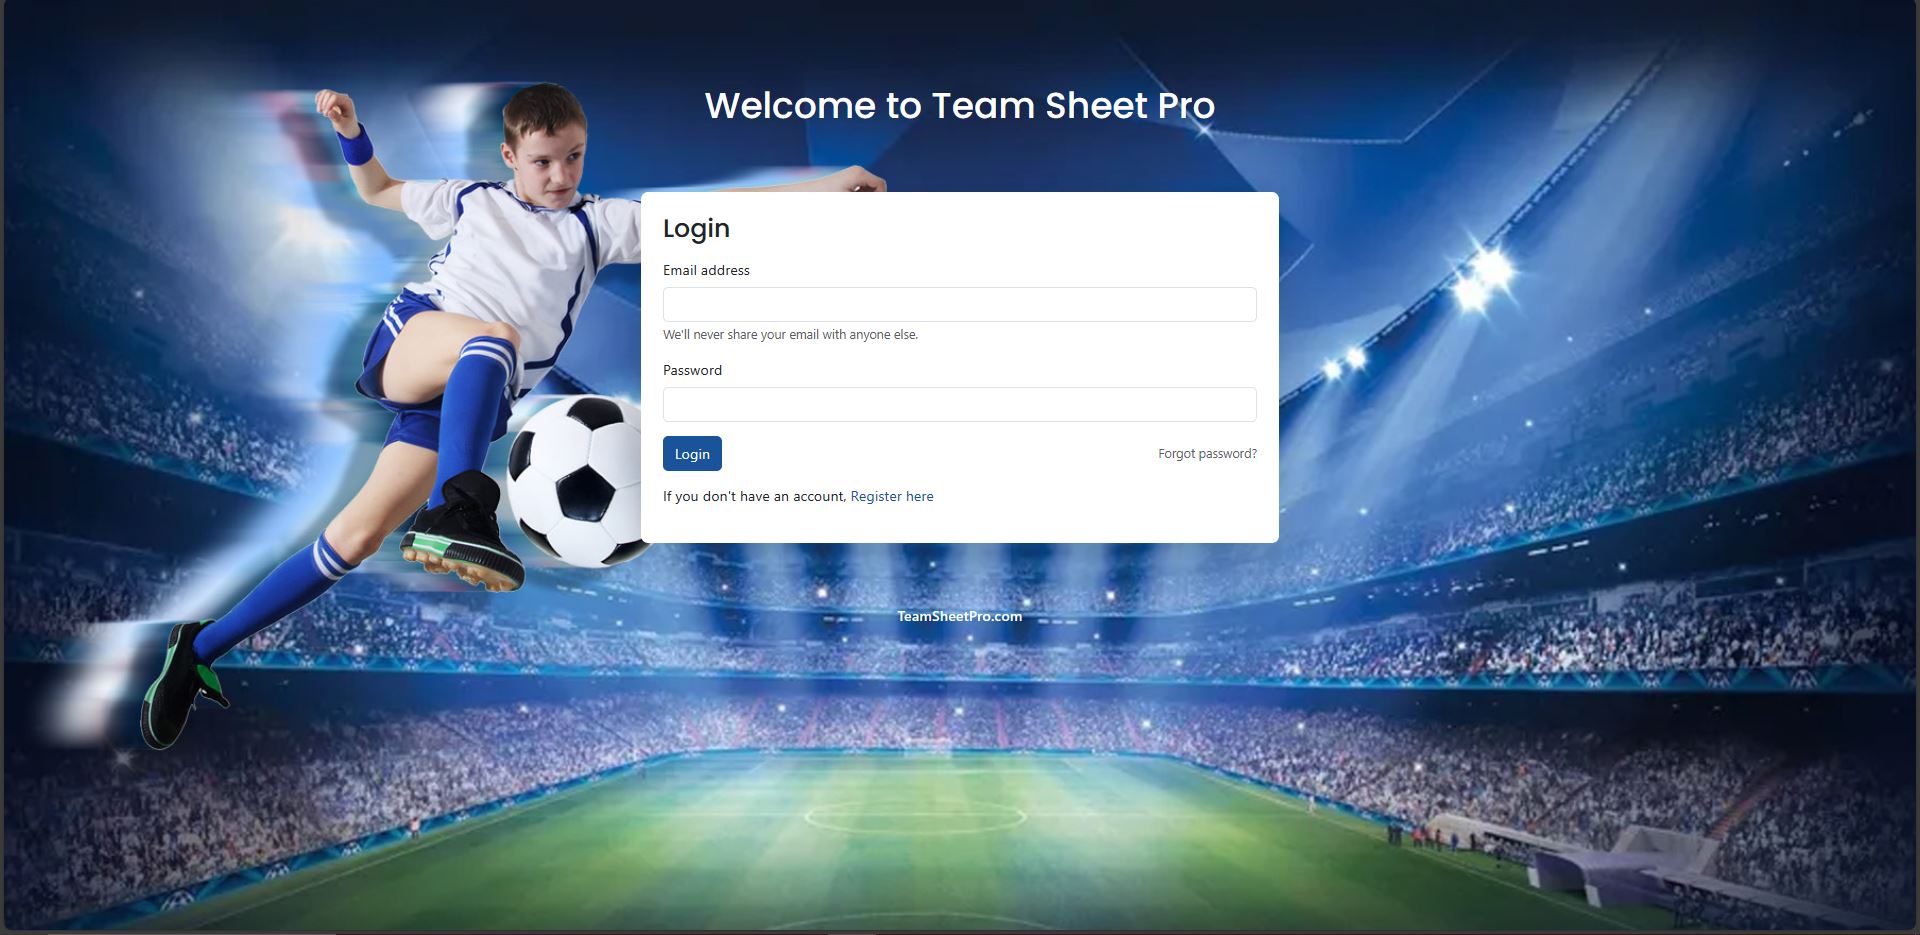 Welcome to Team Sheet Pro
Login
Email address
We'll never share your email with anyone else.
Password
Login
Forgot password?
If you don't have an account, Register here
TeamSheetPro.com